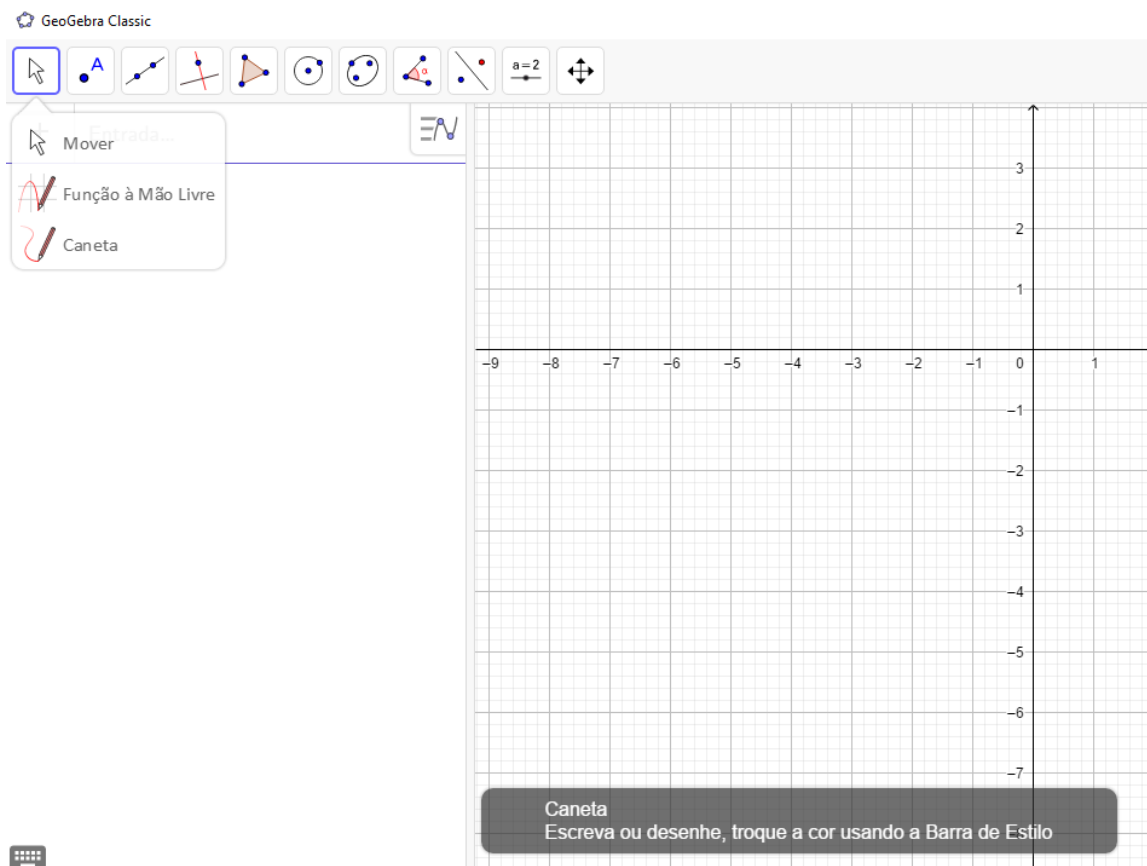 GeoGebra Classic
A
α
a=2
Entrada...
Mover
Função à Mão Livre
Caneta
3
2
1
−9 −8 −7 −6 −5 −4 −3 −2 −1 0 1
−1
−2
−3
−4
−5
−6
−7
Caneta
Escreva ou desenhe, troque a cor usando a Barra de Estilo